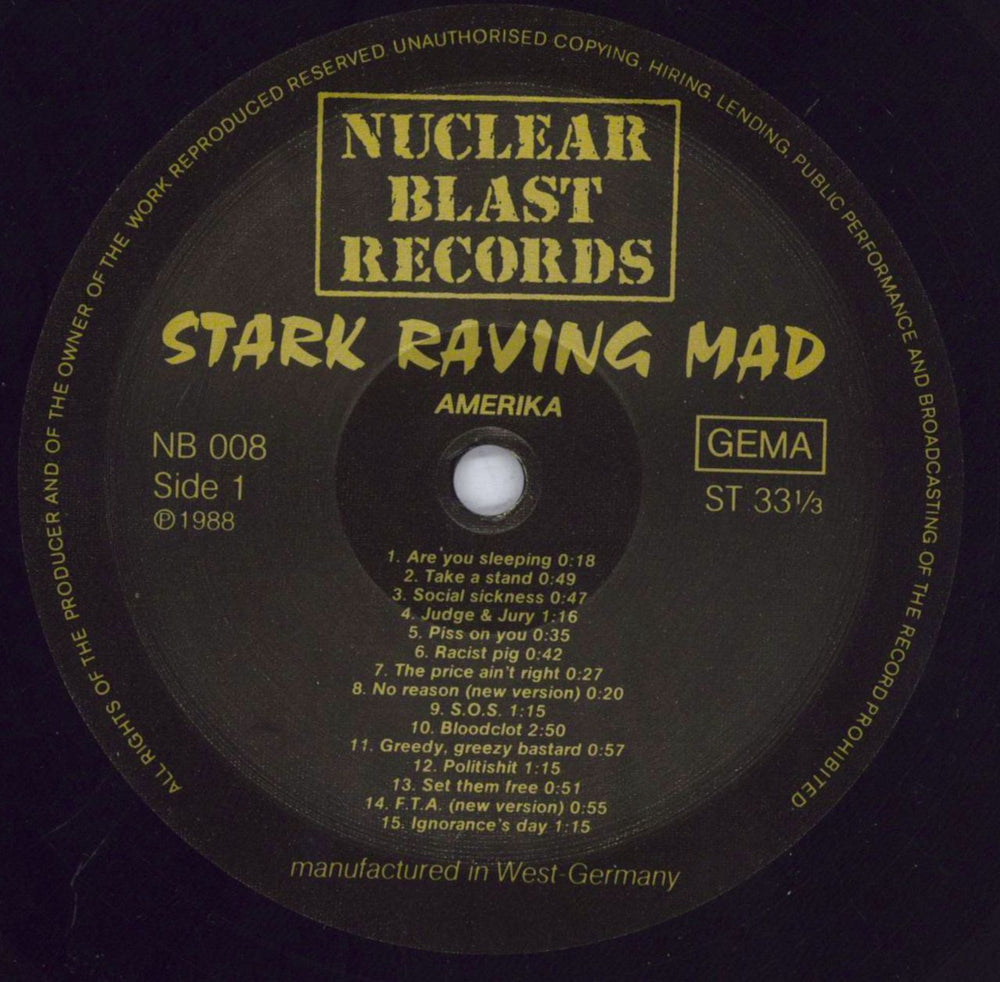 ALL RIGHTS OF THE PRODUCER AND OF THE OWNER OF THE WORK REPRODUCED RESERVED UNAUTHORISED COPYING, HIRING, LENDING, PUBLIC PERFORMANCE AND BROADCASTING OF THE RECORD PROHIBITED
NUCLEAR
BLAST
RECORDS
STARK RAVING MAD
AMERIKA
NB 008
Side 1
℗1988
GEMA
ST 33 1/3
1. Are you sleeping 0:18
2. Take a stand 0:49
3. Social sickness 0:47
4. Judge & Jury 1:16
5. Piss on you 0:35
6. Racist pig 0:42
7. The price ain't right 0:27
8. No reason (new version) 0:20
9. S.O.S. 1:15
10. Bloodclot 2:50
11. Greedy, greezy bastard 0:57
12. Politishit 1:15
13. Set them free 0:51
14. F.T.A. (new version) 0:55
15. Ignorance's day 1:15
manufactured in West-Germany